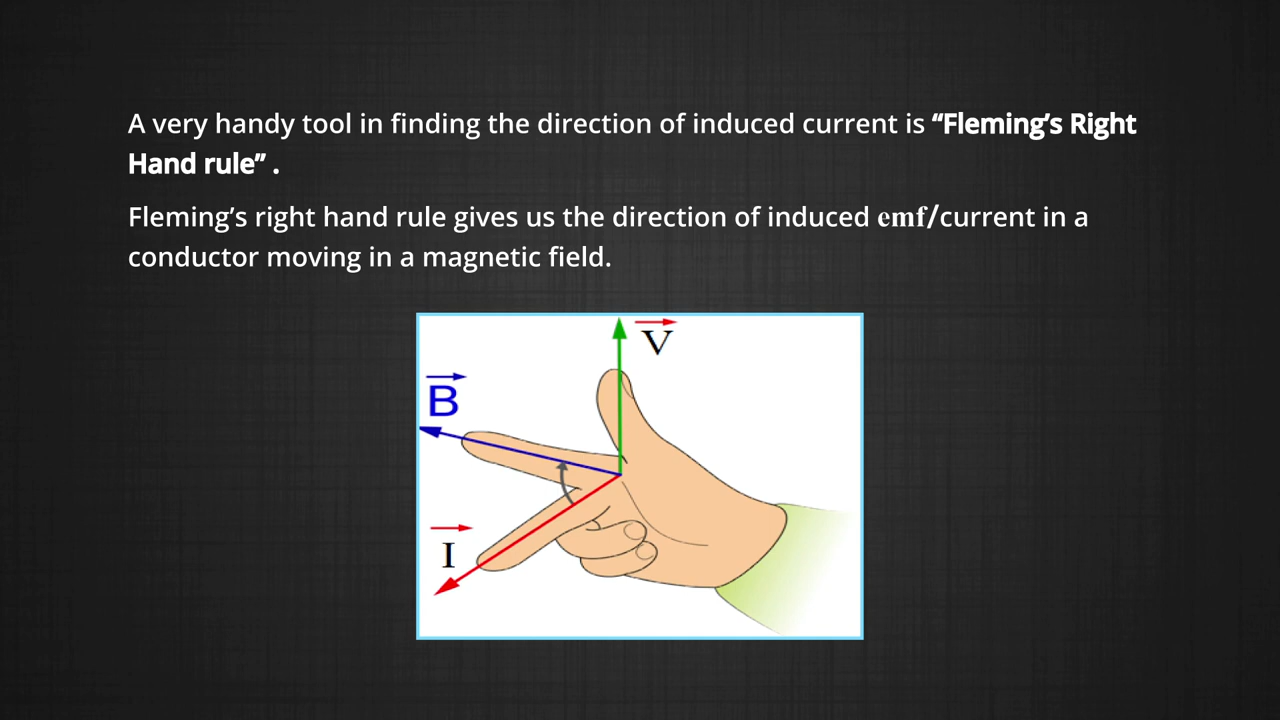 A very handy tool in finding the direction of induced current is “Fleming’s Right
Hand rule” .
Fleming’s right hand rule gives us the direction of induced emf/current in a
conductor moving in a magnetic field.
V
B
I